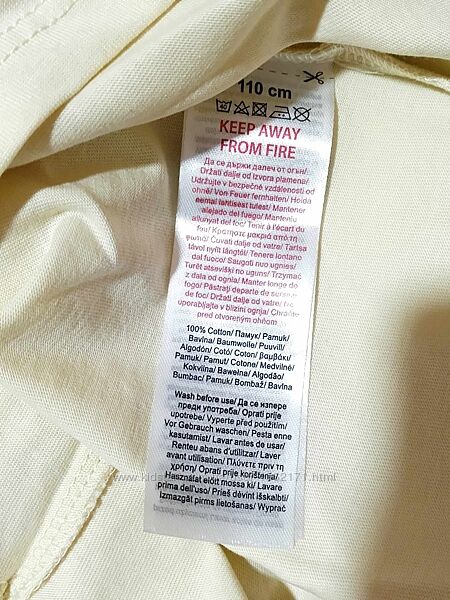 110 cm
KEEP AWAY
FROM FIRE
Да се държи далеч от огън/
Držati dalje od izvora plamena/
Udržujte v bezpečné vzdálenosti od
ohně/ Von Feuer fernhalten/ Hoida
eemal lahtisest tulest/ Mantener
alejado del fuego/ Manteniu
allunyat del foc/ Tenir à l'écart du
feu/ Κρατήστε μακριά από τη
φωτιά/ Čuvati dalje od vatre/ Tartsa
távol nyílt lángtól/ Tenere lontano
dal fuoco/ Saugoti nuo ugnies/
Turēt atsevišķi no uguns/ Trzymać
z dala od ognia/ Manter longe do
fogo/ Păstrați departe de
de foc/ Držati dalje od vatre/
uporabljajte v bližini ognja/ Chráňte
pred otvoreným ohňom
100% Cotton/ Памук/ Pamuk/
Bavlna/ Baumwolle/ Puuvill/
Algodón/ Cotó/ Coton/ βαμβάκι/
Pamuk/ Pamut/ Cotone/ Medvilnė/
Kokvilna/ Bawełna/ Algodão/
Bumbac/ Pamuk/ Bombaž/ Bavlna
Wash before use/ Да се изпере
преди употреба/ Oprati prije
upotrebe/ Vyperte před použitím/
Vor Gebrauch waschen/ Pesta enne
kasutamist/ Lavar antes de usar/
Renteu abans d'utilitzar/ Laver
avant utilisation/ Πλύνετε πριν τη
χρήση/ Oprati prije korištenja/
Használat előtt mossa ki/ Lavare
prima dell'uso/ Prieš dėvint išskalbti/
Izmazgāt pirms lietošanas/ Wyprać